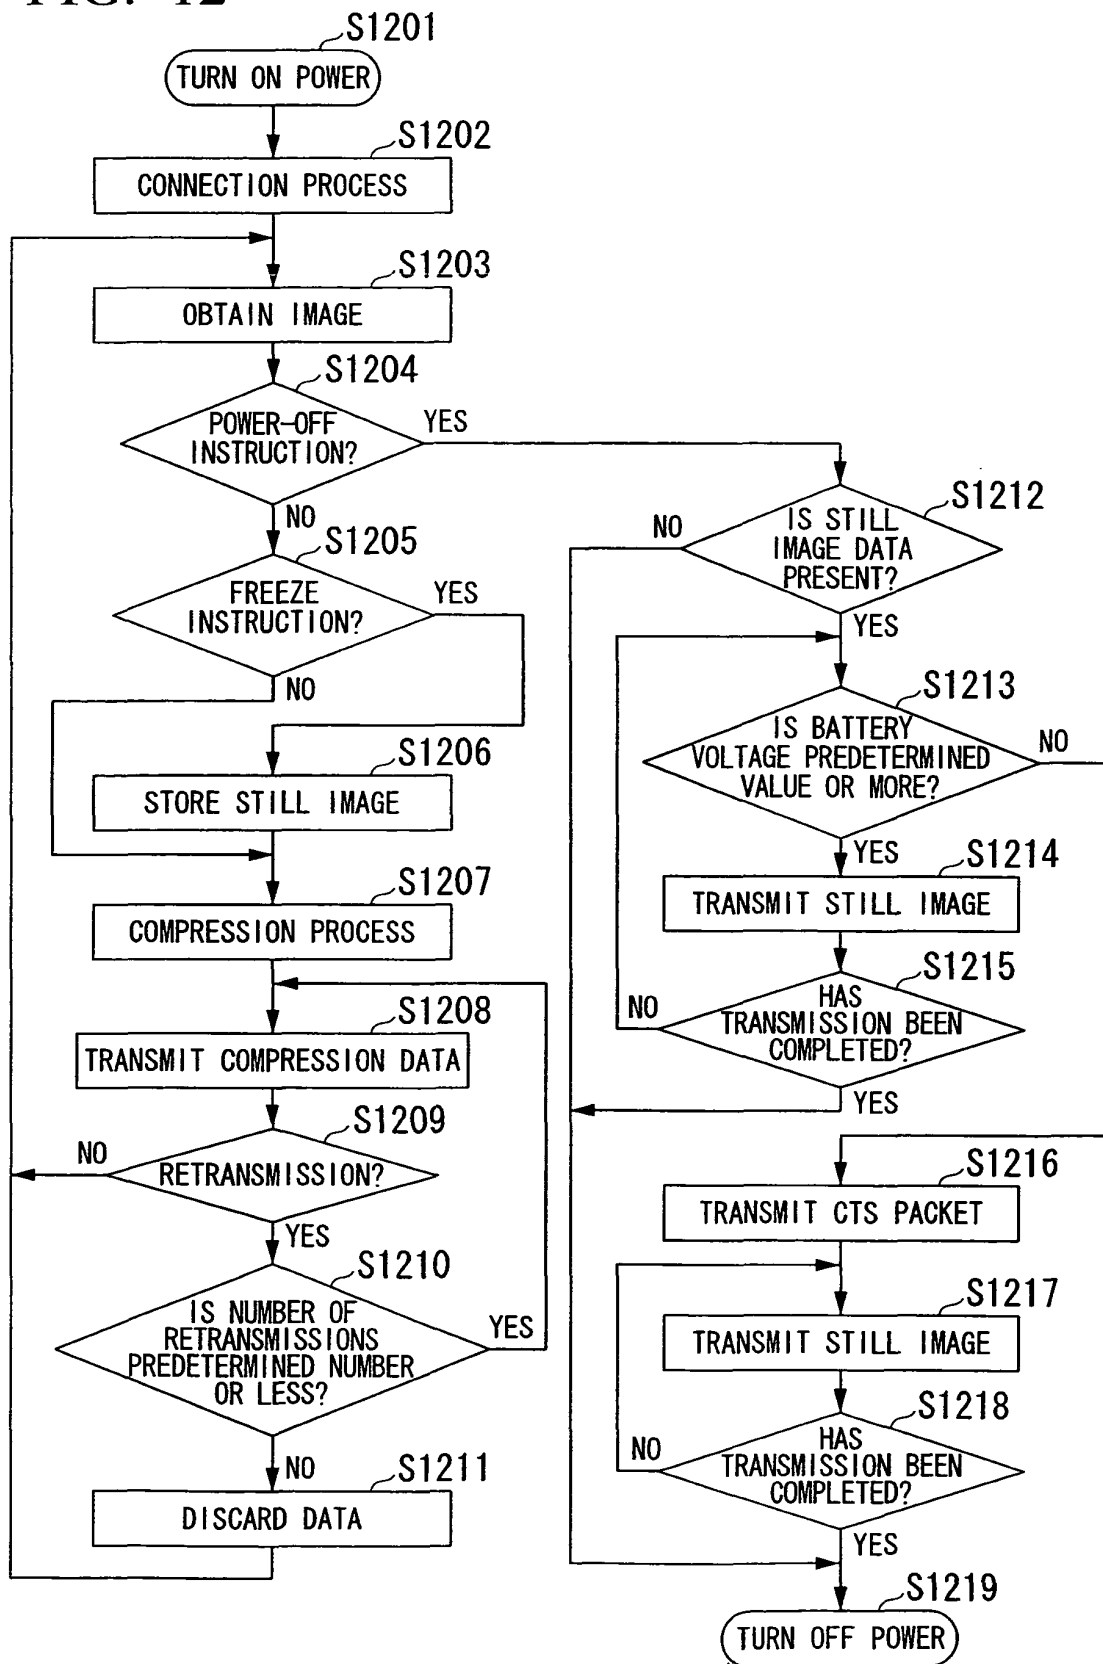 FIG. 12
S1201
TURN ON POWER
S1202
CONNECTION PROCESS
S1203
OBTAIN IMAGE
S1204
POWER-OFF
INSTRUCTION?
YES
NO
S1205
FREEZE
INSTRUCTION?
YES
NO
S1206
STORE STILL IMAGE
S1207
COMPRESSION PROCESS
S1208
TRANSMIT COMPRESSION DATA
S1209
NO
RETRANSMISSION?
YES
S1210
IS NUMBER OF
RETRANSMISSIONS
PREDETERMINED NUMBER
OR LESS?
YES
NO
S1211
DISCARD DATA
S1212
NO
IS STILL
IMAGE DATA
PRESENT?
YES
S1213
IS BATTERY
VOLTAGE PREDETERMINED
VALUE OR MORE?
NO
YES
S1214
TRANSMIT STILL IMAGE
S1215
NO
HAS
TRANSMISSION BEEN
COMPLETED?
YES
S1216
TRANSMIT CTS PACKET
S1217
TRANSMIT STILL IMAGE
S1218
NO
HAS
TRANSMISSION BEEN
COMPLETED?
YES
S1219
TURN OFF POWER